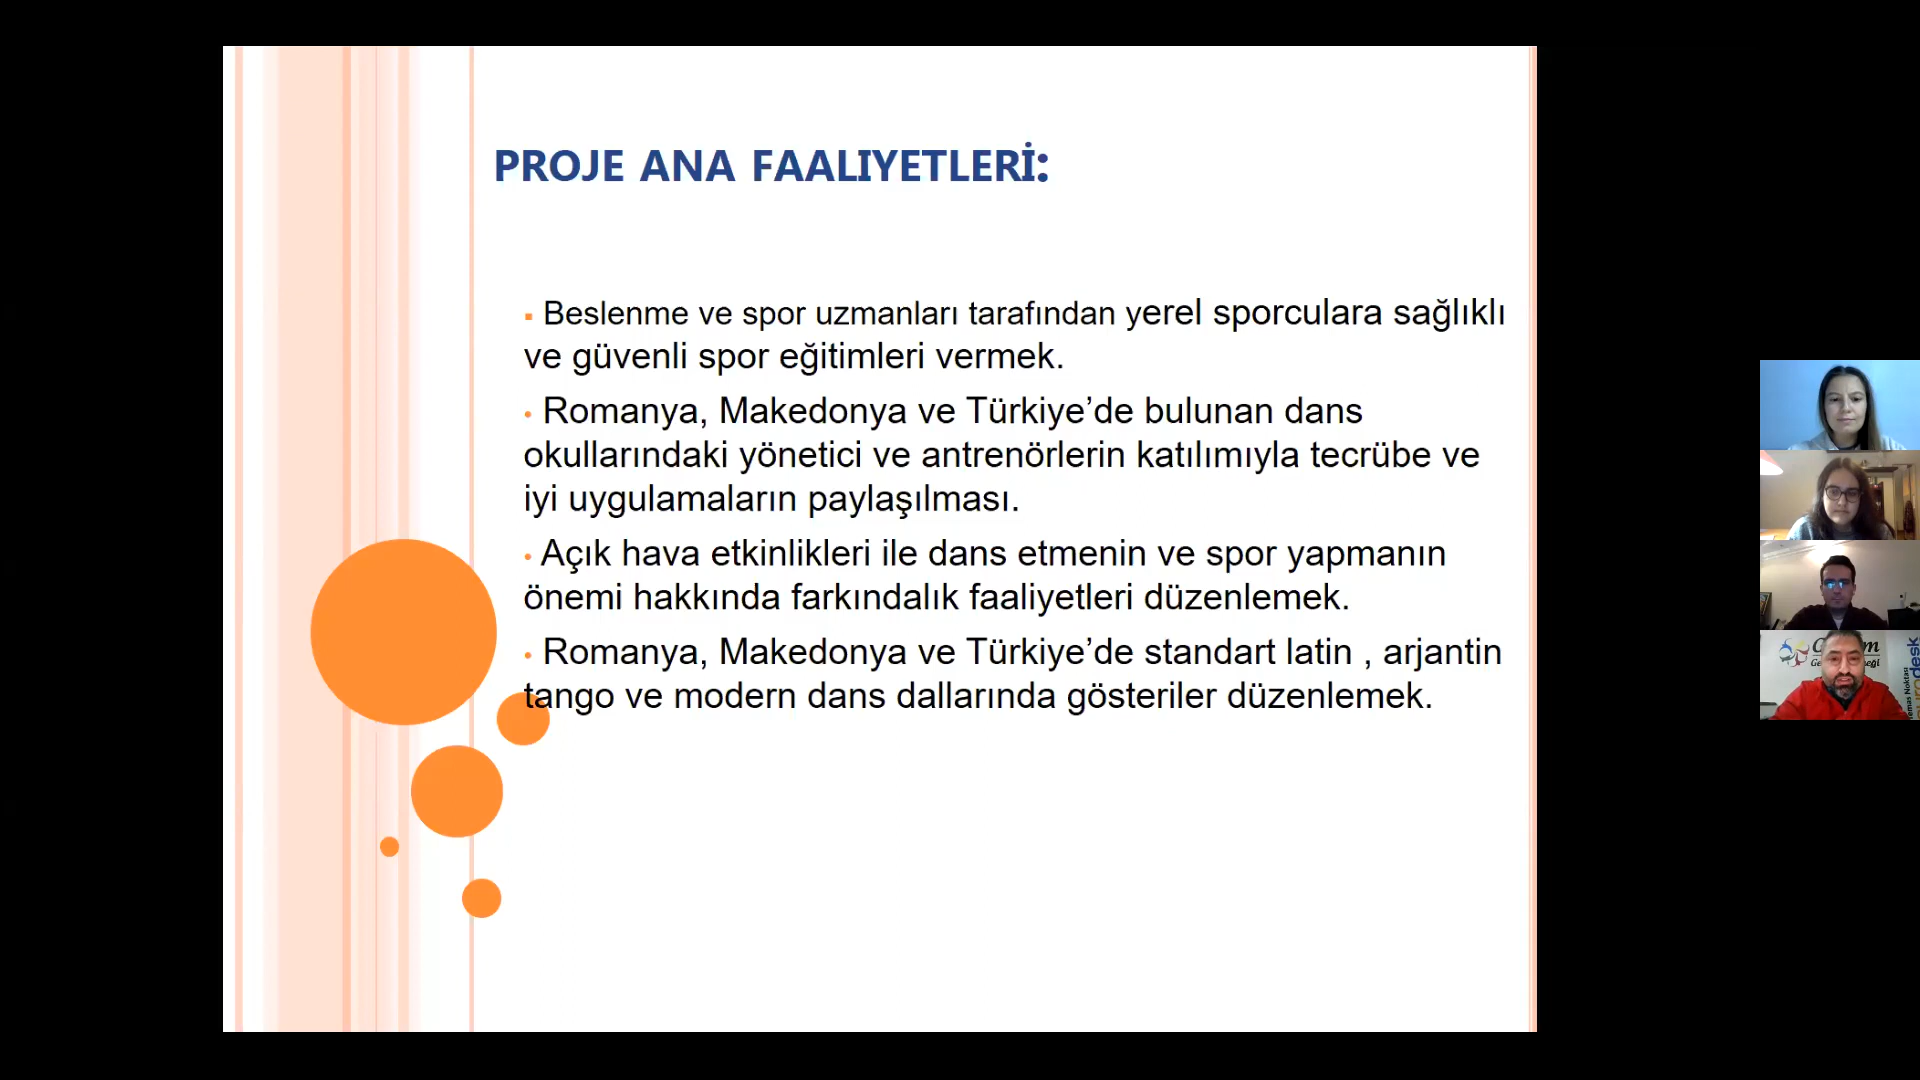 PROJE ANA FAALIYETLERİ:
▪ Beslenme ve spor uzmanları tarafından yerel sporculara sağlıklı
ve güvenli spor eğitimleri vermek.
• Romanya, Makedonya ve Türkiye’de bulunan dans
okullarındaki yönetici ve antrenörlerin katılımıyla tecrübe ve
iyi uygulamaların paylaşılması.
• Açık hava etkinlikleri ile dans etmenin ve spor yapmanın
önemi hakkında farkındalık faaliyetleri düzenlemek.
• Romanya, Makedonya ve Türkiye’de standart latin , arjantin
tango ve modern dans dallarında gösteriler düzenlemek.